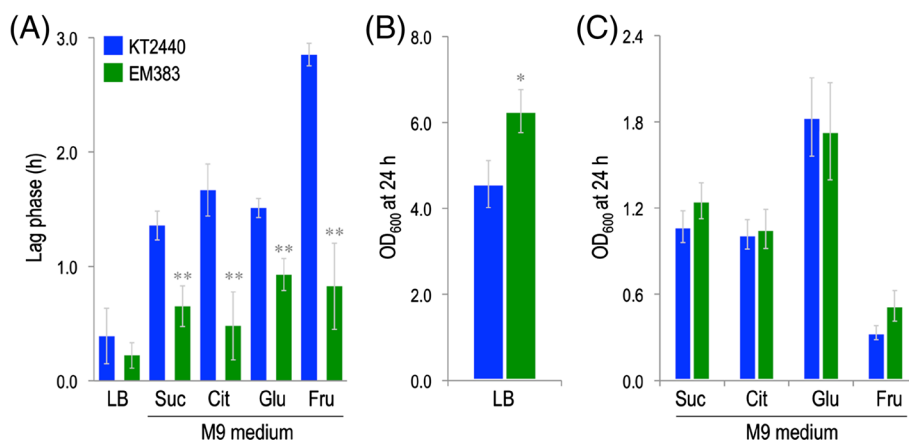 (A)
Lag phase (h)
3.0
2.0
1.0
0.0
KT2440
EM383
**
**
**
**
LB
Suc
Cit
Glu
Fru
M9 medium
(B)
OD600 at 24 h
8.0
6.0
4.0
2.0
0.0
*
LB
(C)
OD600 at 24 h
2.4
1.8
1.2
0.6
0.0
Suc
Cit
Glu
Fru
M9 medium